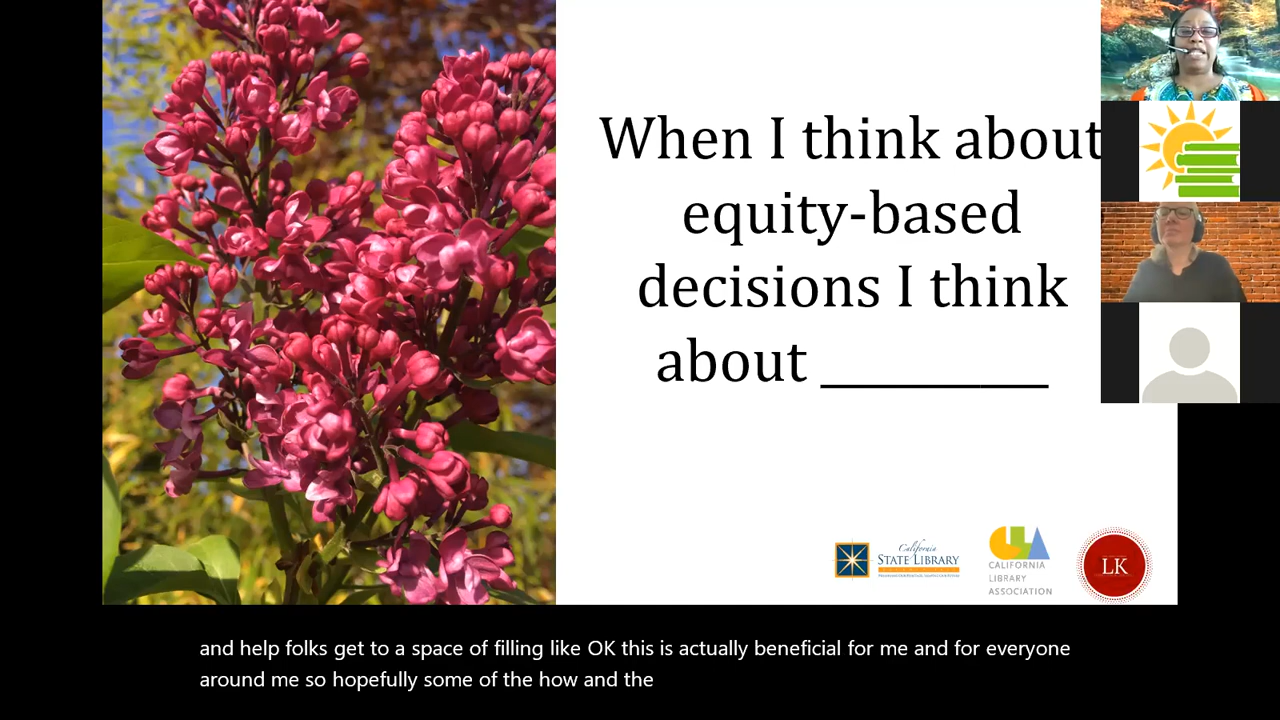 When I think about
equity-based
decisions I think
about _________
California
STATE LIBRARY
CLA
CALIFORNIA
LIBRARY
ASSOCIATION
LK
and help folks get to a space of filling like OK this is actually beneficial for me and for everyone
around me so hopefully some of the how and the